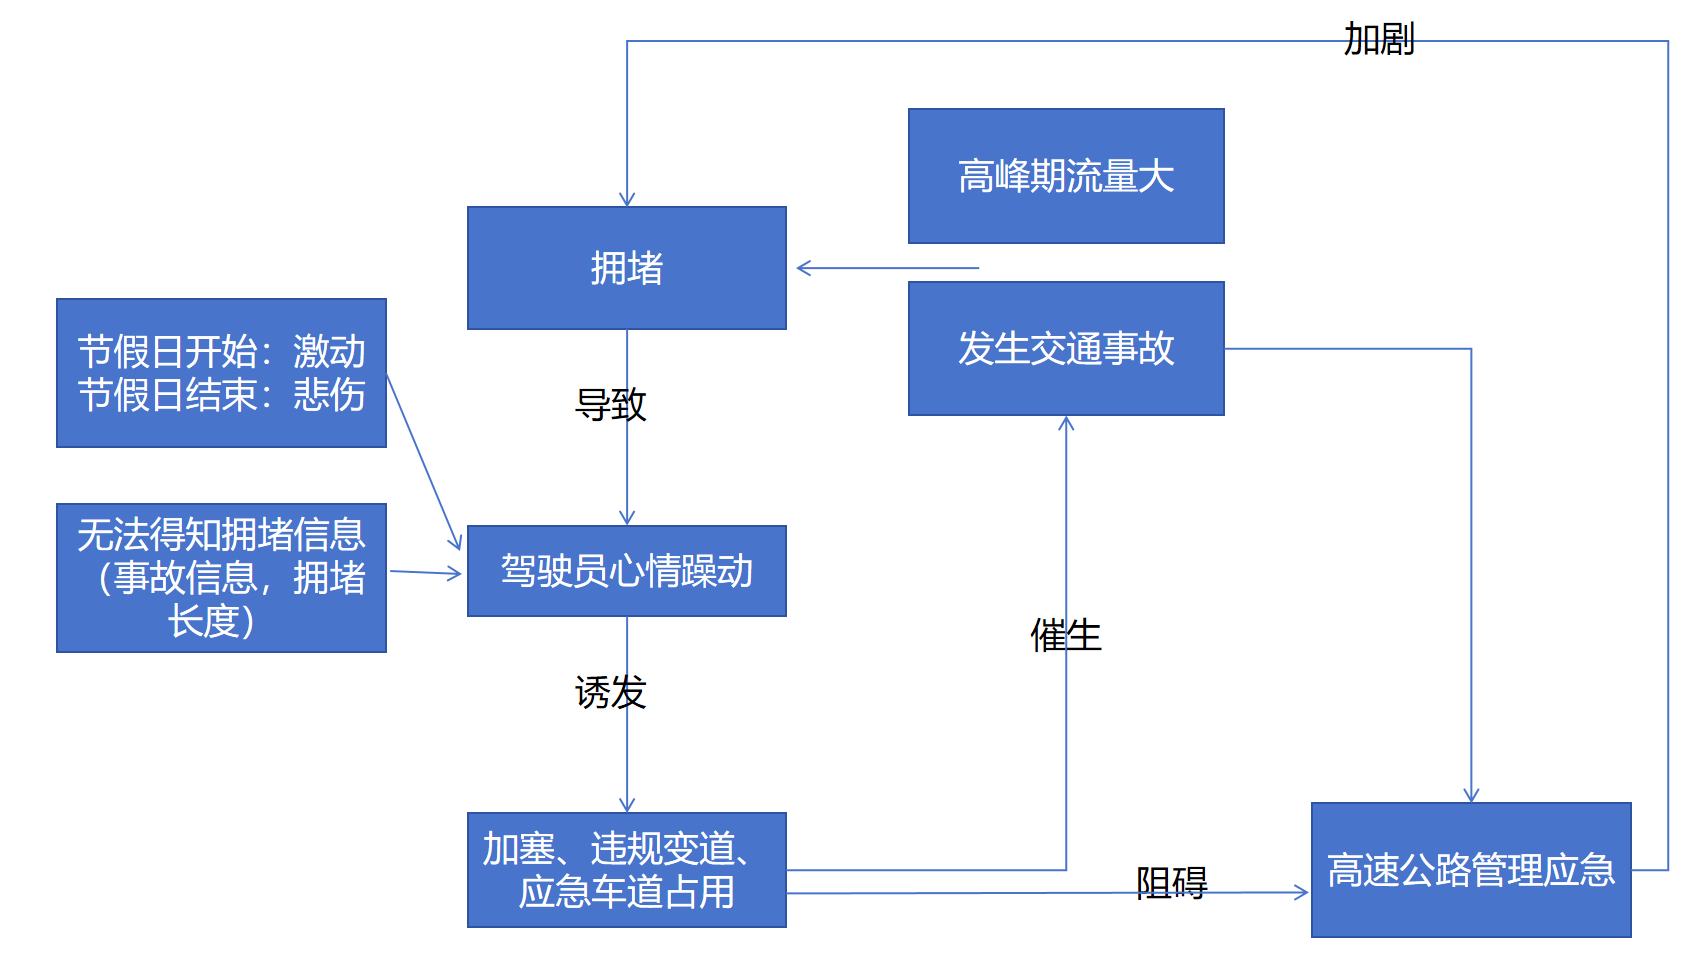 加剧
高峰期流量大
拥堵
节假日开始：激动
节假日结束：悲伤
发生交通事故
导致
无法得知拥堵信息
（事故信息，拥堵
长度）
驾驶员心情躁动
催生
诱发
加塞、违规变道、
应急车道占用
阻碍
高速公路管理应急